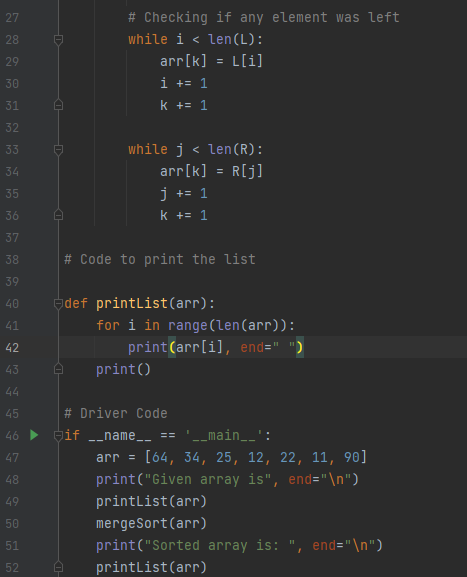 27 # Checking if any element was left
28 while i < len(L):
29 arr[k] = L[i]
30 i += 1
31 k += 1
32
33 while j < len(R):
34 arr[k] = R[j]
35 j += 1
36 k += 1
37
38 # Code to print the list
39
40 def printList(arr):
41 for i in range(len(arr)):
42 print(arr[i], end=" ")
43 print()
44
45 # Driver Code
46 if __name__ == '__main__':
47 arr = [64, 34, 25, 12, 22, 11, 90]
48 print("Given array is", end="\n")
49 printList(arr)
50 mergeSort(arr)
51 print("Sorted array is: ", end="\n")
52 printList(arr)